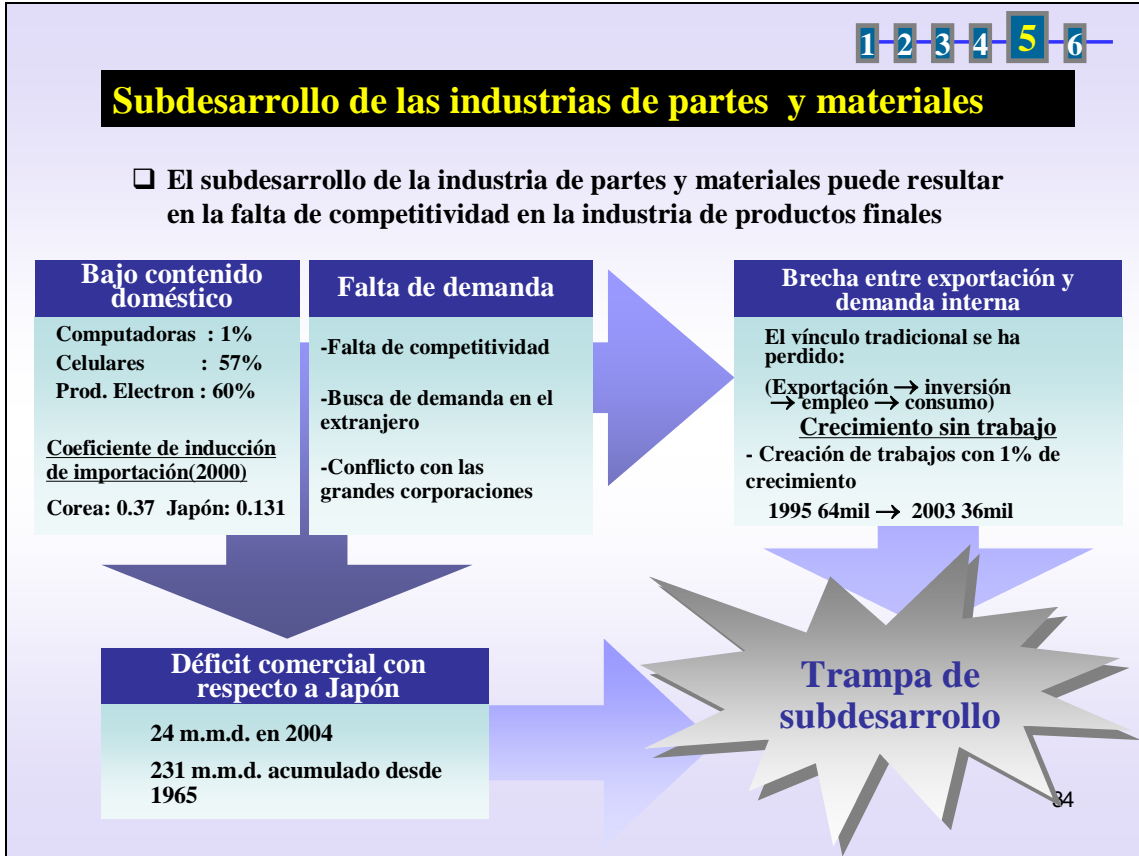 1 2 3 4 5 6
Subdesarrollo de las industrias de partes y materiales
❑ El subdesarrollo de la industria de partes y materiales puede resultar
en la falta de competitividad en la industria de productos finales
Bajo contenido
doméstico
Computadoras : 1%
Celulares : 57%
Prod. Electron : 60%
Coeficiente de inducción
de importación(2000)
Corea: 0.37 Japón: 0.131
Falta de demanda
-Falta de competitividad
-Busca de demanda en el
extranjero
-Conflicto con las
grandes corporaciones
Brecha entre exportación y
demanda interna
El vínculo tradicional se ha
perdido:
(Exportación → inversión
→ empleo → consumo)
Crecimiento sin trabajo
- Creación de trabajos con 1% de
crecimiento
1995 64mil → 2003 36mil
Déficit comercial con
respecto a Japón
24 m.m.d. en 2004
231 m.m.d. acumulado desde
1965
Trampa de
subdesarrollo
34